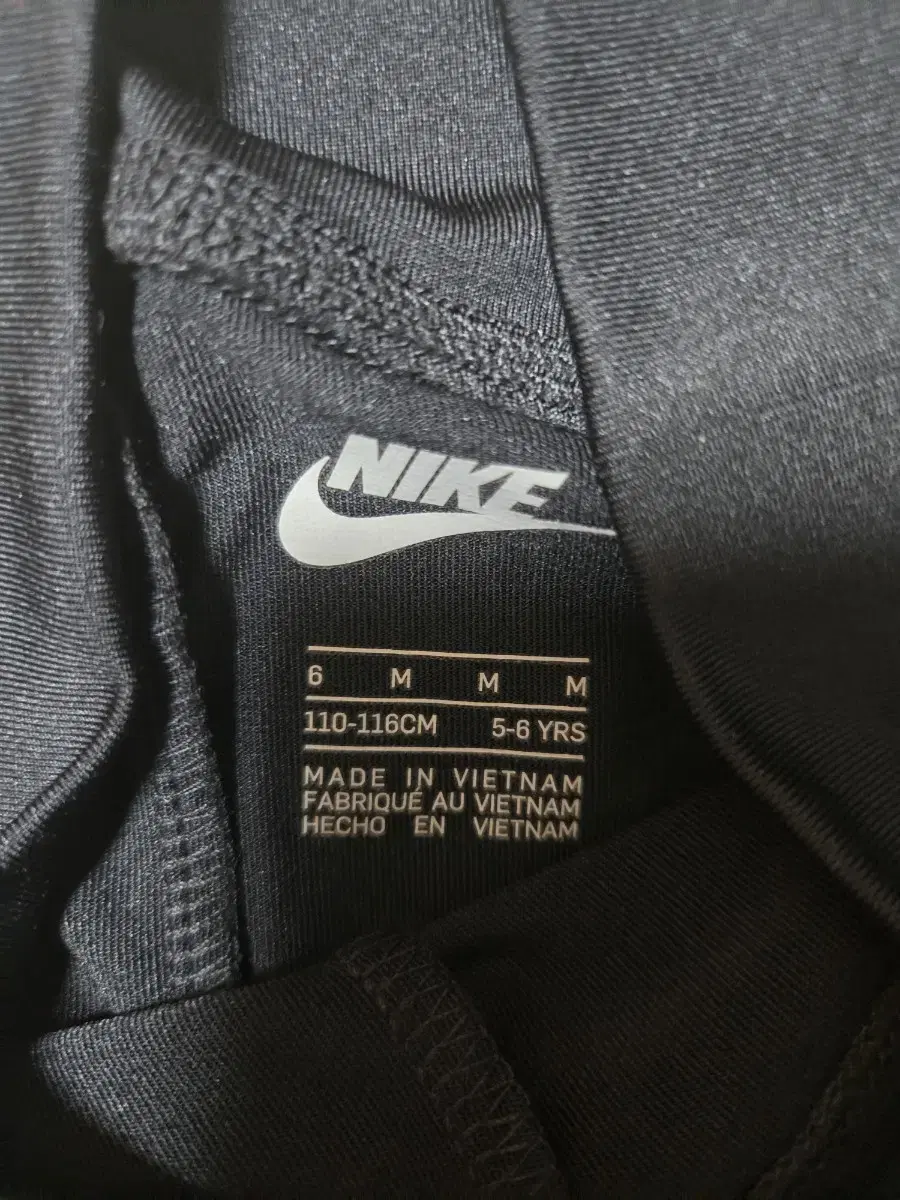 NIKE
6 M M M
110-116CM 5-6 YRS
MADE IN VIETNAM
FABRIQUÉ AU VIETNAM
HECHO EN VIETNAM